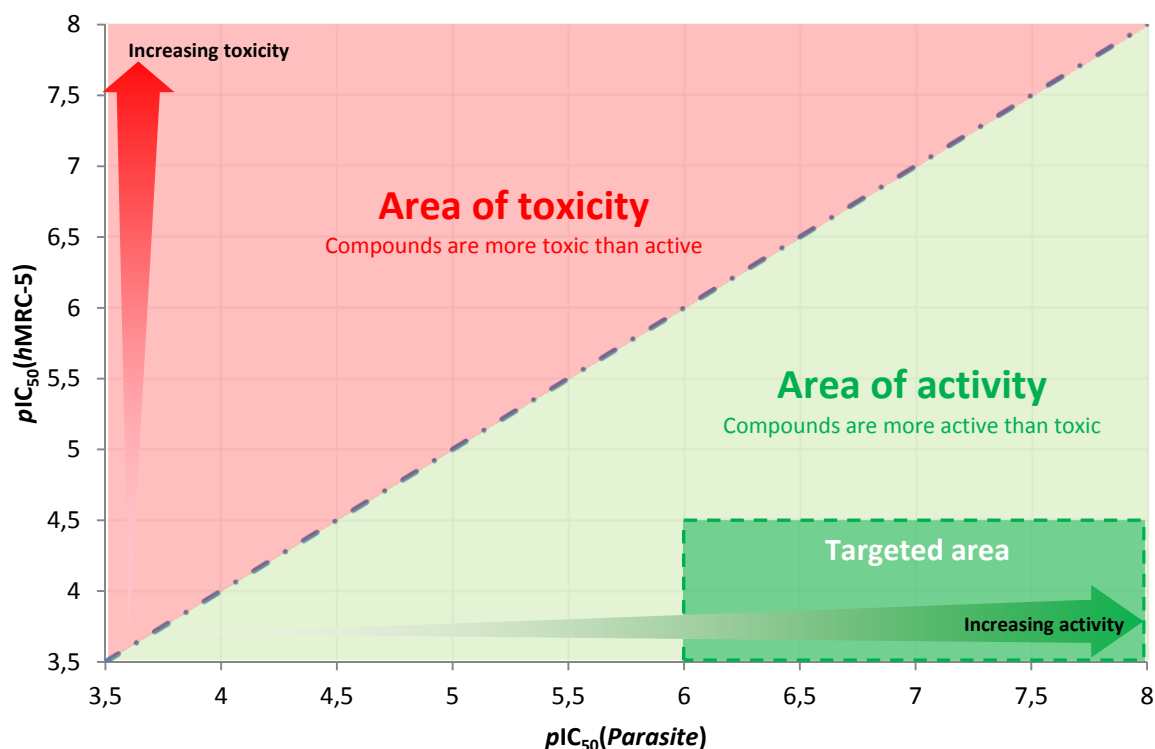 8
Increasing toxicity
7,5
7
Area of toxicity
Compounds are more toxic than active
6,5
6
pIC50(hMRC-5)
5,5
Area of activity
Compounds are more active than toxic
5
4,5
Targeted area
4
Increasing activity
3,5
3,5 4 4,5 5 5,5 6 6,5 7 7,5 8
pIC50(Parasite)